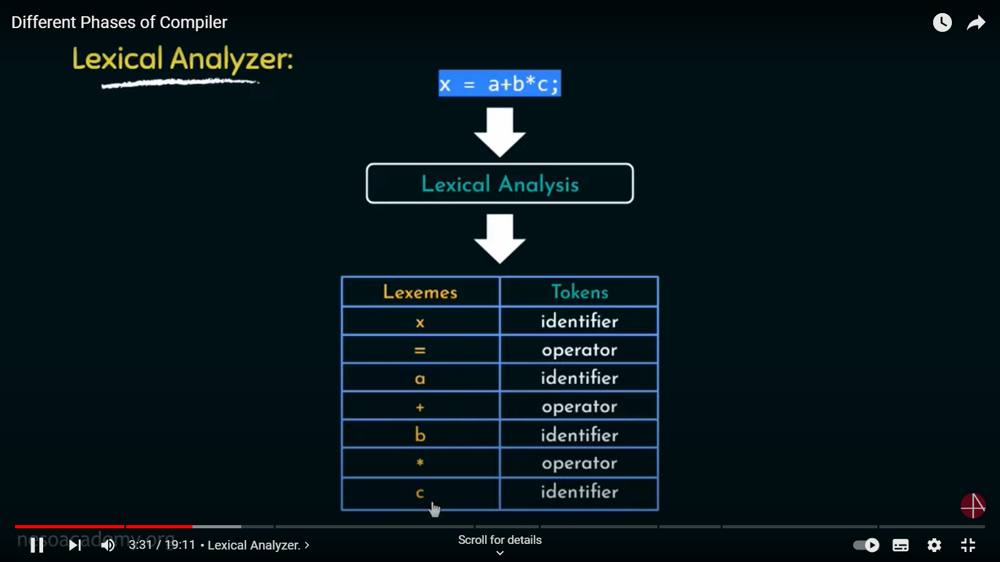 Different Phases of Compiler
Lexical Analyzer:
x = a+b*c;
Lexical Analysis
Lexemes Tokens
x identifier
= operator
a identifier
+ operator
b identifier
* operator
c identifier
nesoacademy.org
3:31 / 19:11 • Lexical Analyzer. >
Scroll for details